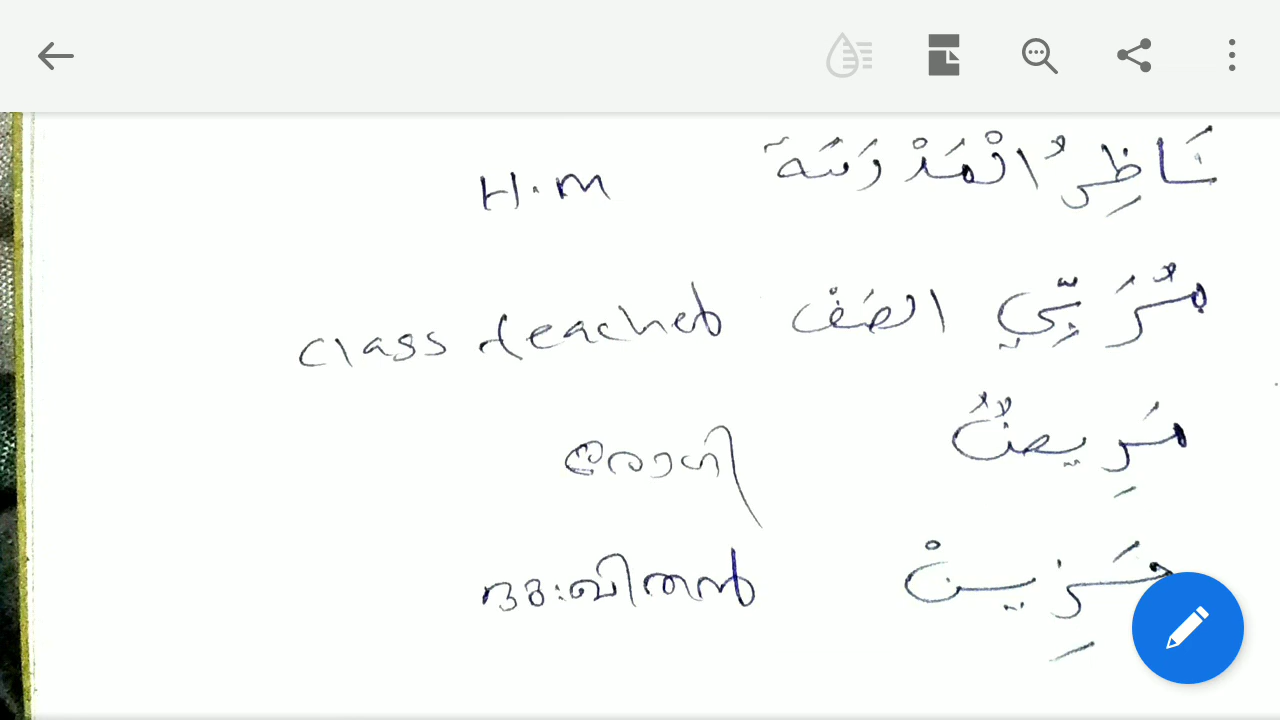 نَاظِرُ الْمَدْرَسَةَ H.M
مُرَبِّي الصَفْ class teacher
مَرِيضٌ രോഗി
حَزِينْ ദുഃഖിതൻ